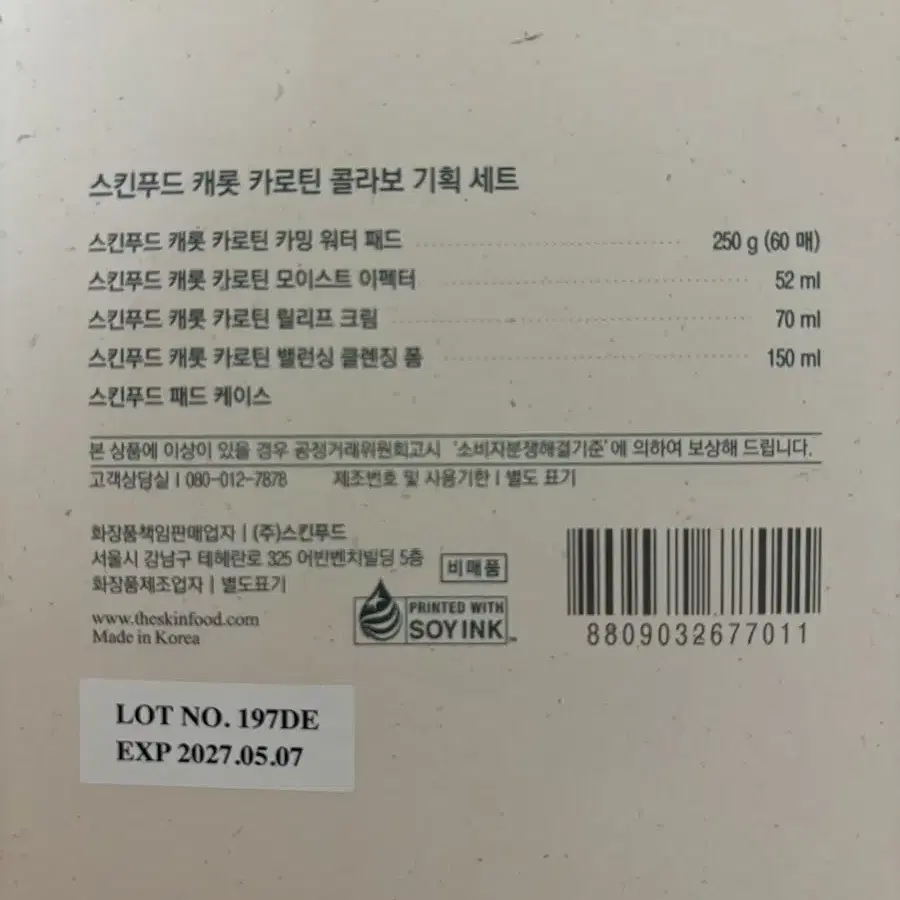 스킨푸드 캐롯 카로틴 콜라보 기획 세트
스킨푸드 캐롯 카로틴 카밍 워터 패드 250 g (60 매)
스킨푸드 캐롯 카로틴 모이스트 이펙터 52 ml
스킨푸드 캐롯 카로틴 릴리프 크림 70 ml
스킨푸드 캐롯 카로틴 밸런싱 클렌징 폼 150 ml
스킨푸드 패드 케이스
본 상품에 이상이 있을 경우 공정거래위원회고시 '소비자분쟁해결기준'에 의하여 보상해 드립니다.
고객상담실 | 080-012-7878 제조번호 및 사용기한 | 별도 표기
화장품책임판매업자 | (주)스킨푸드
서울시 강남구 테헤란로 325 어반벤치빌딩 5층
화장품제조업자 | 별도표기
비매품
www.theskinfood.com
Made in Korea
PRINTED WITH
SOY INK
8809032677011
LOT NO. 197DE
EXP 2027.05.07